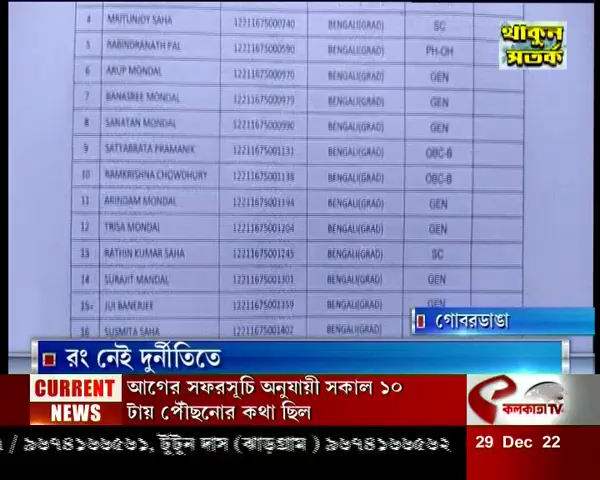 4 MRITUNJOY SAHA 12211675000740 BENGALI(GRAD) SC
থাকুন
সতর্ক
5 RABINDRANATH PAL 12211675000590 BENGALI(GRAD) PH-OH
6 ARUP MONDAL 12211675000970 BENGALI(GRAD) GEN
7 BANASREE MONDAL 12211675000979 BENGALI(GRAD) GEN
8 SANATAN MONDAL 12211675000990 BENGALI(GRAD) GEN
9 SATYABRATA PRAMANIK 12211675001131 BENGALI(GRAD) OBC-B
10 RAMKRISHNA CHOWDHURY 12211675001138 BENGALI(GRAD) OBC-B
11 ARINDAM MONDAL 12211675001194 BENGALI(GRAD) GEN
12 TRISA MONDAL 12211675001204 BENGALI(GRAD) GEN
13 RATHIN KUMAR SAHA 12211675001245 BENGALI(GRAD) SC
14 SURAJIT MANDAL 12211675001301 BENGALI(GRAD) GEN
15 JUI BANERJEE 12211675001359 BENGALI(GRAD) GEN
16 SUSMITA SAHA 12211675001402 BENGALI(GRAD)
গোবরডাঙা
রং নেই দুর্নীতিতে
CURRENT
NEWS
আগের সফরসূচি অনুযায়ী সকাল ১০
টায় পৌঁছনোর কথা ছিল
কলকাতা TV
/ ৯৬৭৪১৬৬৫৬১, টুটুন দাস (ঝাড়গ্রাম) ৯৬৭৪১৬৬৫৬২
29 Dec 22